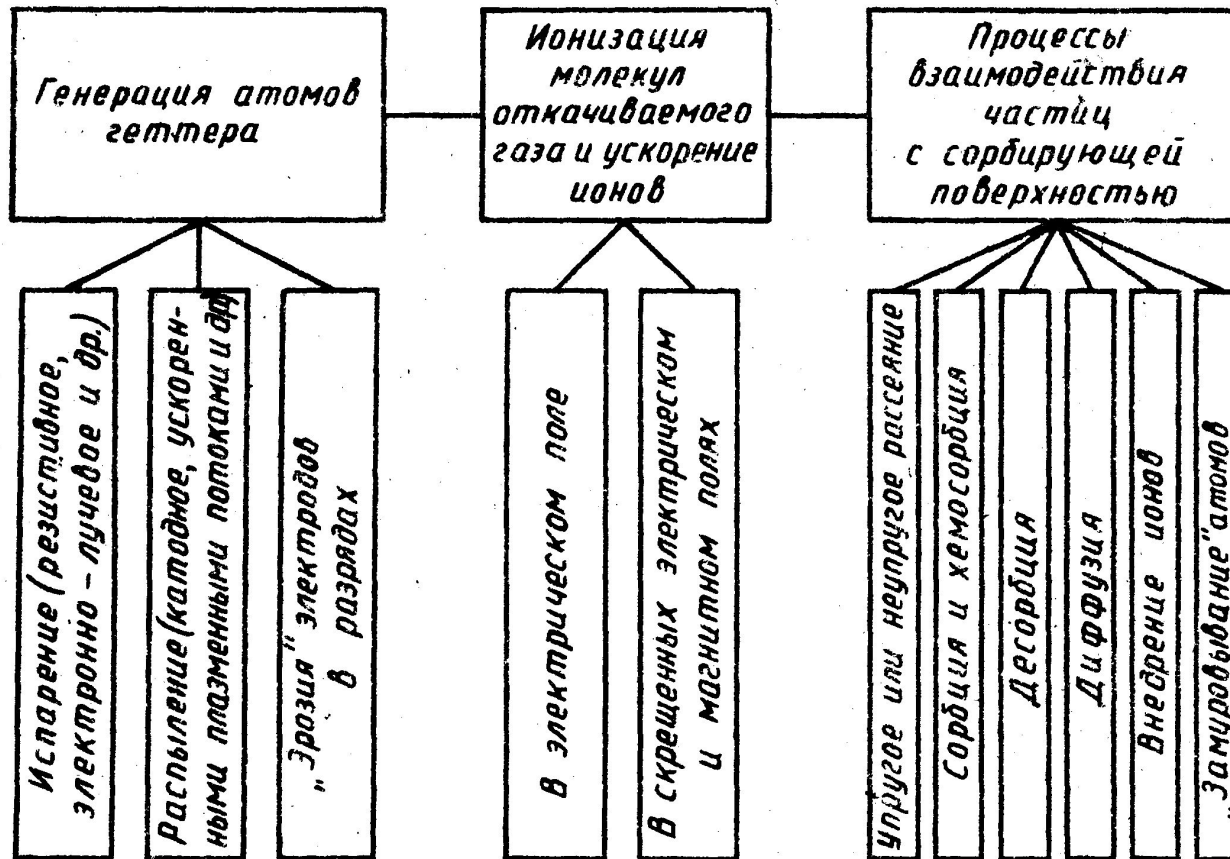 Генерация атомов
геттера
Ионизация
молекул
откачиваемого
газа и ускорение
ионов
Процессы
взаимодействия
частиц
с сорбирующей
поверхностью
Испарение (резистивное,
электронно-лучевое и др.)
Распыление (катодное, ускорен-
ными плазменными потоками и др.)
„Эрозия" электродов
в разрядах
В электрическом поле
В скрещенных электрическом
и магнитном полях
Упругое или неупругое рассеяние
Сорбция и хемосорбция
Десорбция
Диффузия
Внедрение ионов
„Замуровывание" атомов